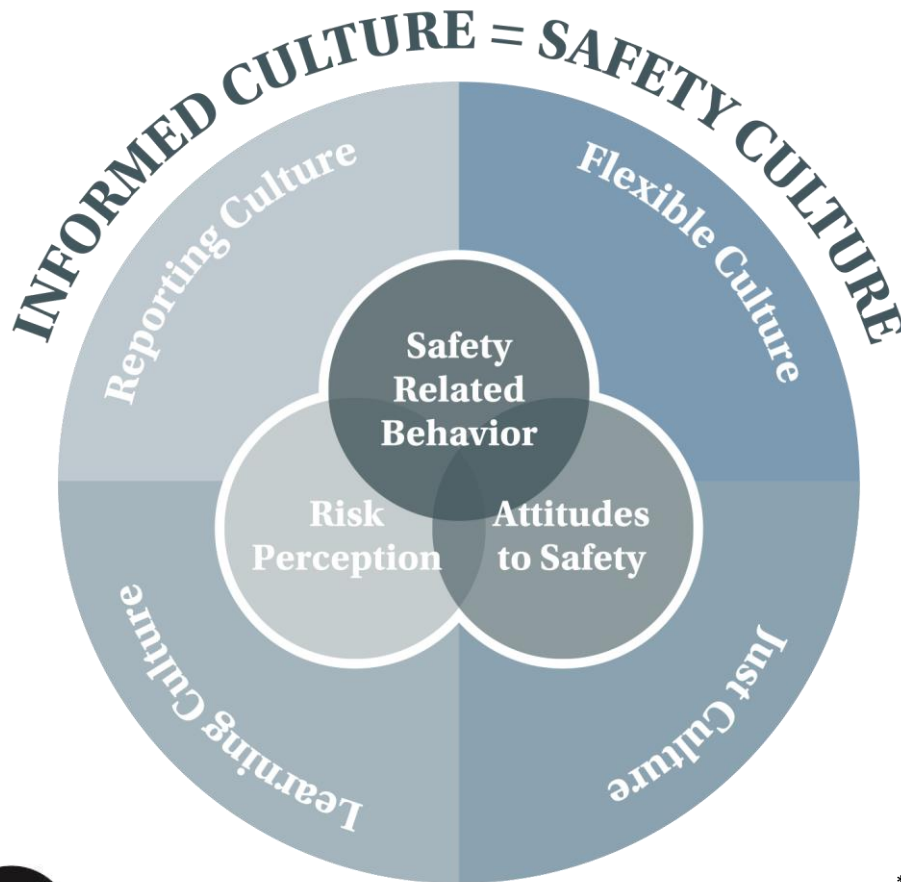 INFORMED CULTURE = SAFETY CULTURE
Reporting Culture
Flexible Culture
Safety
Related
Behavior
Risk
Perception
Attitudes
to Safety
Learning Culture
Just Culture
*